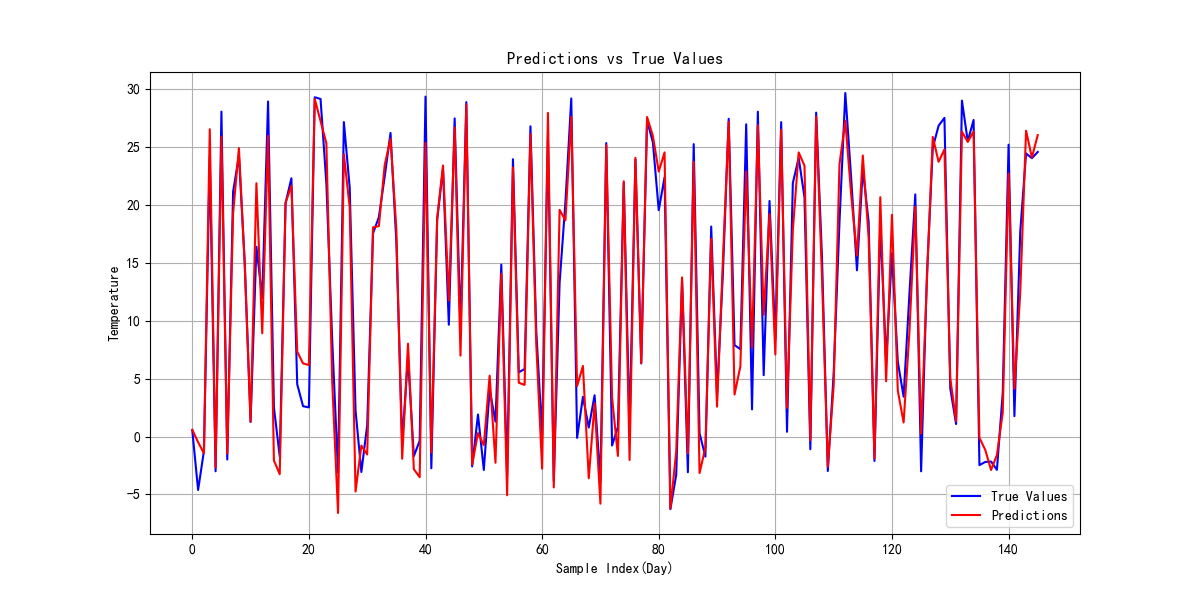 Predictions vs True Values
30
25
20
15
10
5
0
−5
Temperature
0 20 40 60 80 100 120 140
Sample Index(Day)
True Values
Predictions